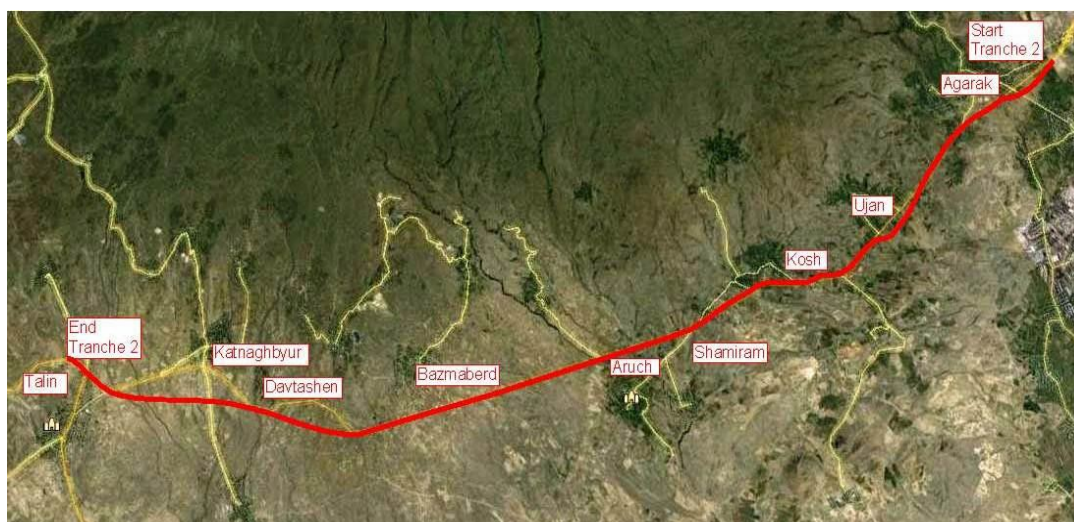 Start
Tranche 2
Agarak
Ujan
Kosh
Shamiram
Aruch
Bazmaberd
Davtashen
Katnaghbyur
End
Tranche 2
Talin